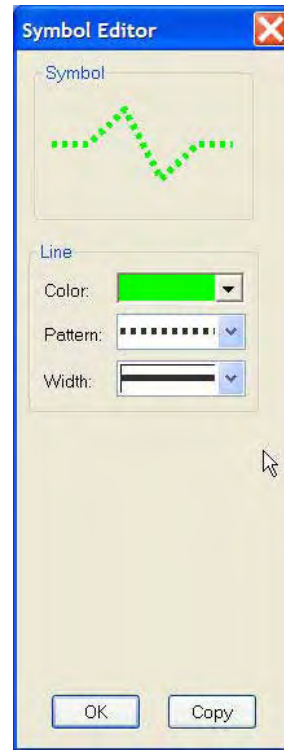 Symbol Editor
Symbol
Line
Color:
Pattern:
Width:
OK
Copy